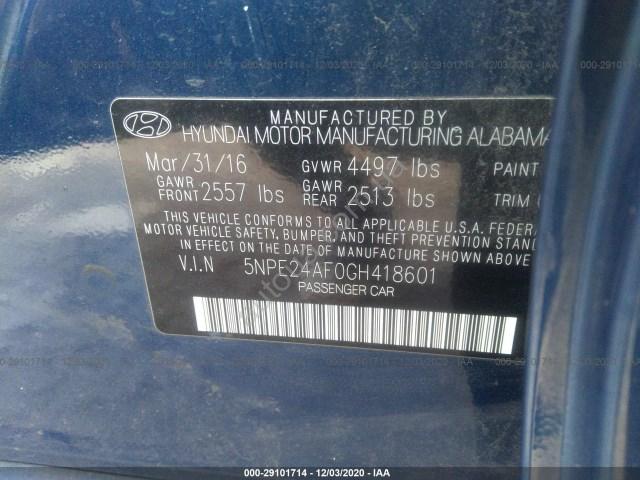 MANUFACTURED BY
HYUNDAI MOTOR MANUFACTURING ALABAMA
Mar/31/16 GVWR 4497 lbs PAINT
GAWR FRONT 2557 lbs GAWR REAR 2513 lbs TRIM
THIS VEHICLE CONFORMS TO ALL APPLICABLE U.S.A. FEDERAL
MOTOR VEHICLE SAFETY, BUMPER, AND THEFT PREVENTION STANDARD
IN EFFECT ON THE DATE OF MANUFACTURE SHOWN ABOVE
V.I.N 5NPE24AF0GH418601
PASSENGER CAR
000-29101714 - 12/03/2020 - IAA